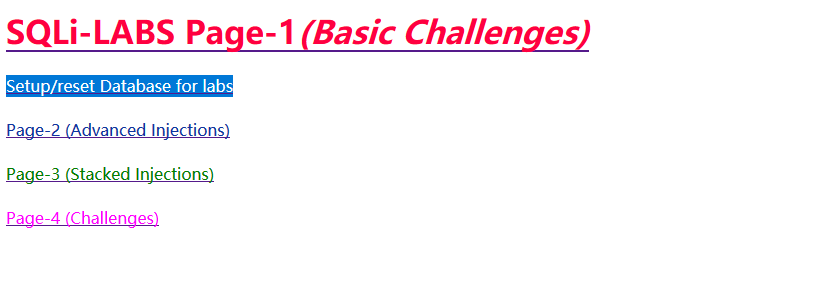 SQLi-LABS Page-1(Basic Challenges)
Setup/reset Database for labs
Page-2 (Advanced Injections)
Page-3 (Stacked Injections)
Page-4 (Challenges)